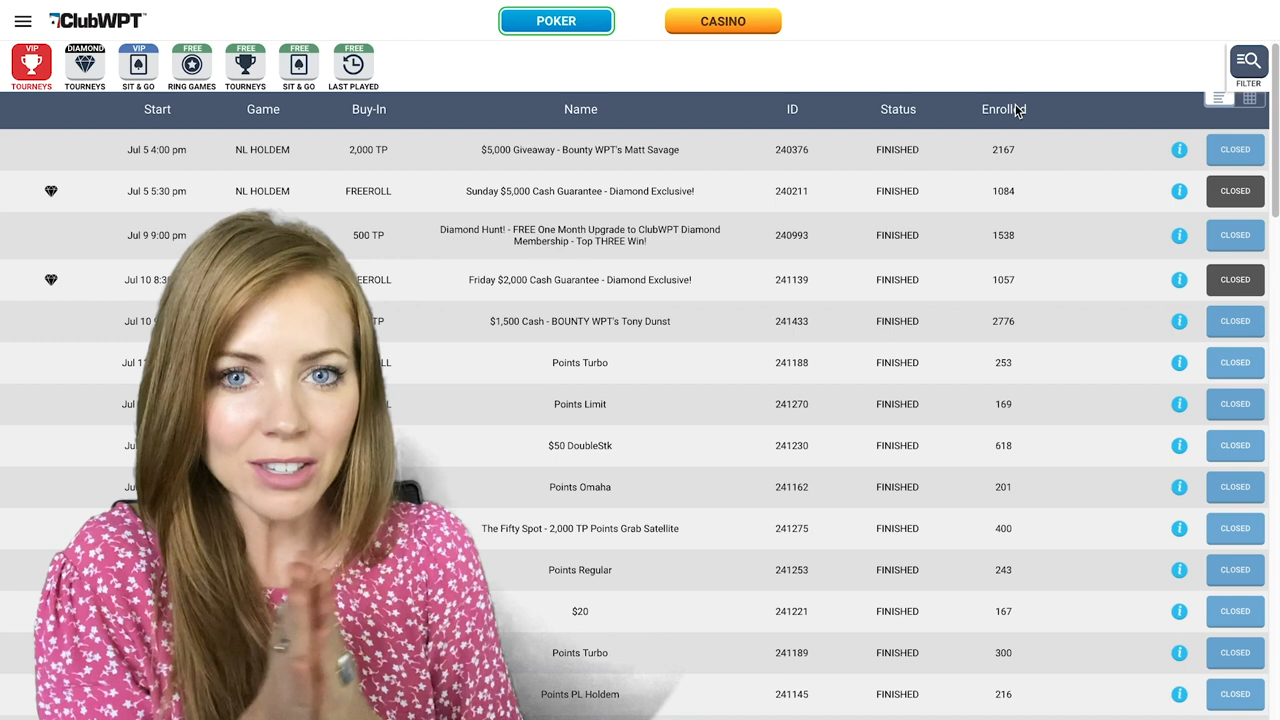 ClubWPT™
POKER
CASINO
VIP
TOURNEYS
DIAMOND
TOURNEYS
VIP
SIT & GO
FREE
RING GAMES
FREE
TOURNEYS
FREE
SIT & GO
FREE
LAST PLAYED
FILTER
Start Game Buy-In Name ID Status Enrolled
Jul 5 4:00 pm NL HOLDEM 2,000 TP $5,000 Giveaway - Bounty WPT's Matt Savage 240376 FINISHED 2167 i CLOSED
Jul 5 5:30 pm NL HOLDEM FREEROLL Sunday $5,000 Cash Guarantee - Diamond Exclusive! 240211 FINISHED 1084 CLOSED
Jul 9 9:00 pm 500 TP Diamond Hunt! - FREE One Month Upgrade to ClubWPT Diamond
Membership - Top THREE Win! 240993 FINISHED 1538 i CLOSED
Jul 10 Friday $2,000 Cash Guarantee - Diamond Exclusive! 241139 FINISHED 1057 i CLOSED
Jul 10 TP $1,500 Cash - BOUNTY WPT's Tony Dunst 241433 FINISHED 2776 i CLOSED
Points Turbo 241188 FINISHED 253 i CLOSED
Jul Points Limit 241270 FINISHED 169 i CLOSED
$50 DoubleStk 241230 FINISHED 618 i CLOSED
Points Omaha 241162 FINISHED 201 i CLOSED
The Fifty Spot - 2,000 TP Points Grab Satellite 241275 FINISHED 400 i CLOSED
Points Regular 241253 FINISHED 243 i CLOSED
$20 241221 FINISHED 167 i CLOSED
Points Turbo 241189 FINISHED 300 i CLOSED
Points PL Holdem 241145 FINISHED 216 i CLOSED